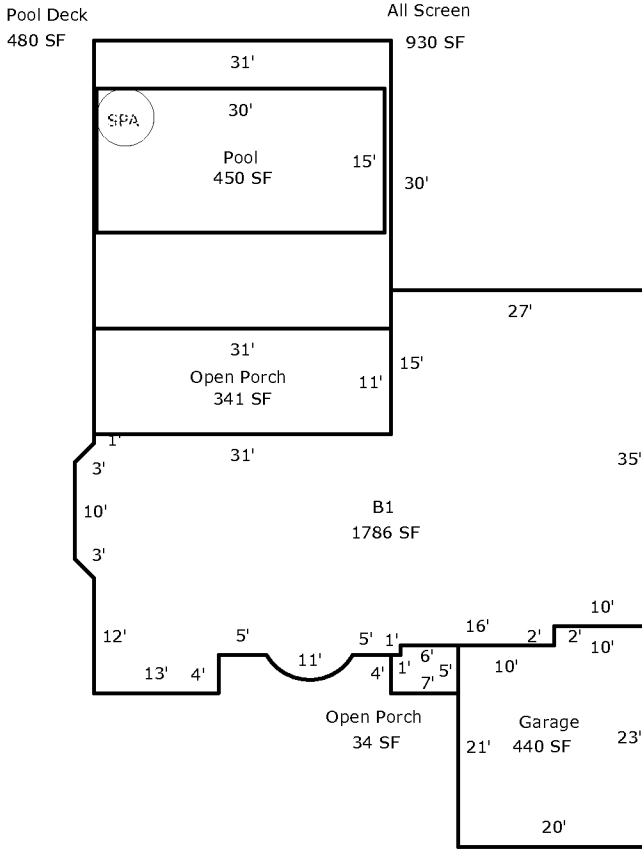 Pool Deck
480 SF
All Screen
930 SF
31'
SPA
30'
Pool
450 SF
15'
30'
27'
31'
Open Porch
341 SF
11'
15'
1'
3'
31'
35'
10'
B1
1786 SF
3'
12'
5'
5'
1'
16'
2'
10'
2'
10'
13'
4'
11'
4'
1'
6'
5'
7'
10'
Open Porch
34 SF
Garage
440 SF
21'
23'
20'